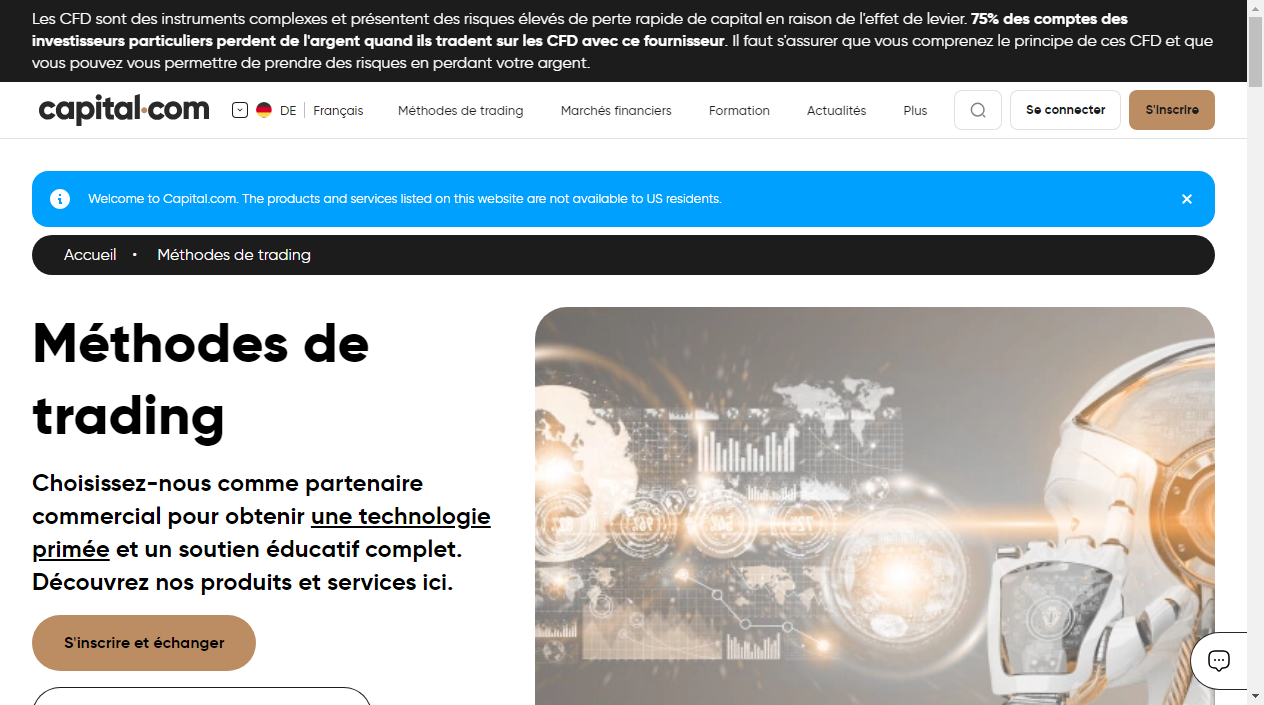 Les CFD sont des instruments complexes et présentent des risques élevés de perte rapide de capital en raison de l'effet de levier. 75% des comptes des
investisseurs particuliers perdent de l'argent quand ils tradent sur les CFD avec ce fournisseur. Il faut s'assurer que vous comprenez le principe de ces CFD et que
vous pouvez vous permettre de prendre des risques en perdant votre argent.
capital.com DE Français Méthodes de trading Marchés financiers Formation Actualités Plus Se connecter S'inscrire
Welcome to Capital.com. The products and services listed on this website are not available to US residents.
Accueil • Méthodes de trading
Méthodes de
trading
Choisissez-nous comme partenaire
commercial pour obtenir une technologie
primée et un soutien éducatif complet.
Découvrez nos produits et services ici.
S'inscrire et échanger